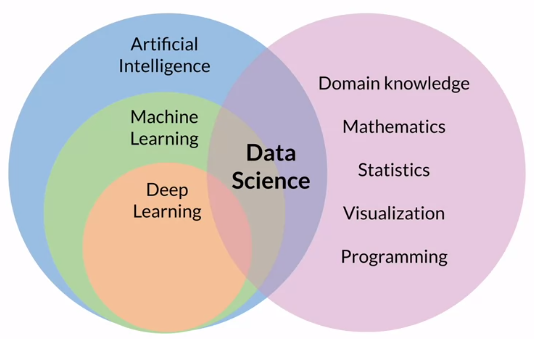 Artificial
Intelligence
Machine
Learning
Deep
Learning
Data
Science
Domain knowledge
Mathematics
Statistics
Visualization
Programming